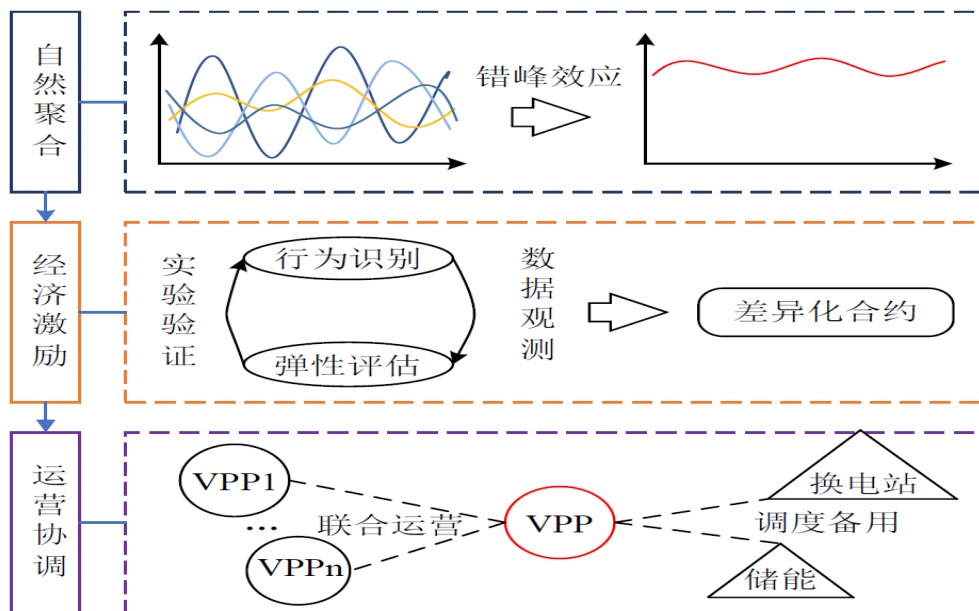 自然聚合
错峰效应
经济激励
实验验证
行为识别
弹性评估
数据观测
差异化合约
运营协调
VPP1
...
VPPn
联合运营
VPP
换电站
调度备用
储能